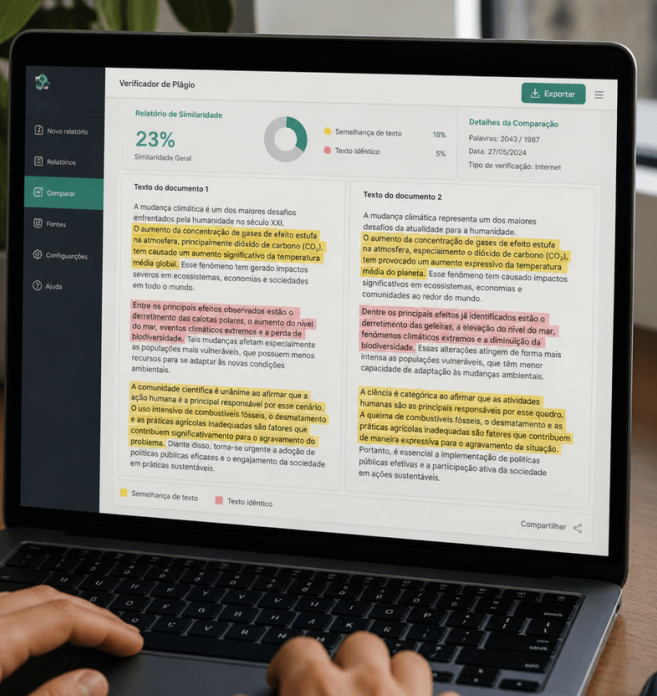 Verificador de Plágio
Exportar
Novo relatório
Relatórios
Comparar
Fontes
Ajuda
Relatório de Similaridade
23%
Similaridade Geral
Semelhança de texto 18%
Texto idêntico 5%
Detalhes da Comparação
Palavras: 2043 / 1987
Data: 27/05/2024
Tipo de verificação: Internet
Texto do documento 1
A mudança climática é um dos maiores desafios
enfrentados pela humanidade no século XXI.
O aumento da concentração de gases de efeito estufa
na atmosfera, principalmente dióxido de carbono (CO₂),
tem causado um aumento significativo da temperatura
média global. Esse fenômeno tem gerado impactos
severos em ecossistemas, economias e sociedades
em todo o mundo.
Entre os principais efeitos observados estão o
derretimento das calotas polares, o aumento do nível
do mar, eventos climáticos extremos e a perda de
biodiversidade. Tais mudanças afetam especialmente
as populações mais vulneráveis, que possuem menos
recursos para se adaptar às novas condições
ambientais.
A comunidade científica é unânime ao afirmar que a
ação humana é a principal responsável por esse cenário.
O uso intensivo de combustíveis fósseis, o desmatamento
e as práticas agrícolas inadequadas são fatores que
contribuem significativamente para o agravamento do
problema. Diante disso, torna-se urgente a adoção de
políticas públicas eficazes e o engajamento da sociedade
em práticas sustentáveis.
Texto do documento 2
A mudança climática representa um dos maiores
desafios da atualidade para a humanidade.
O aumento da concentração de gases de efeito estufa
na atmosfera, especialmente o dióxido de carbono (CO₂),
tem provocado um aumento expressivo da temperatura
média do planeta. Esse fenômeno tem causado impactos
significativos em ecossistemas, economias e
comunidades ao redor do mundo.
Dentre os principais efeitos já identificados estão o
derretimento das geleiras, a elevação do nível do mar,
fenômenos climáticos extremos e a diminuição da
biodiversidade. Essas alterações atingem de forma mais
intensa as populações vulneráveis, que têm menor
capacidade de adaptação às mudanças ambientais.
A ciência é categórica ao afirmar que as atividades
humanas são as principais responsáveis por esse quadro.
A queima de combustíveis fósseis, o desmatamento e as
práticas agrícolas inadequadas são fatores que contribuem
de maneira expressiva para o agravamento da situação.
Portanto, é essencial a implementação de políticas
públicas efetivas e a participação ativa da sociedade
em ações sustentáveis.
Semelhança de texto
Texto idêntico
Compartilhar